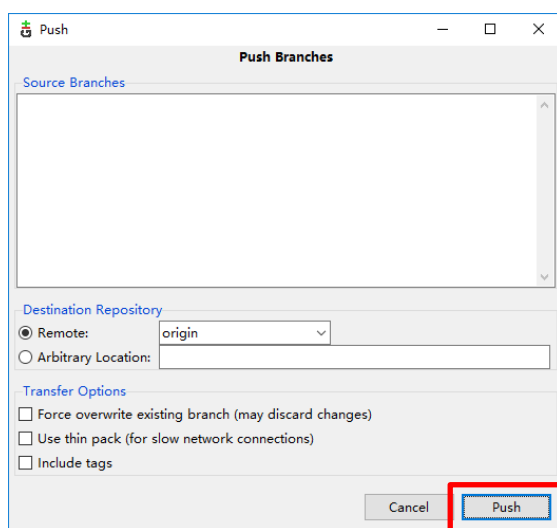 Push
Push Branches
Source Branches
Destination Repository
Remote: origin
Arbitrary Location:
Transfer Options
Force overwrite existing branch (may discard changes)
Use thin pack (for slow network connections)
Include tags
Cancel Push